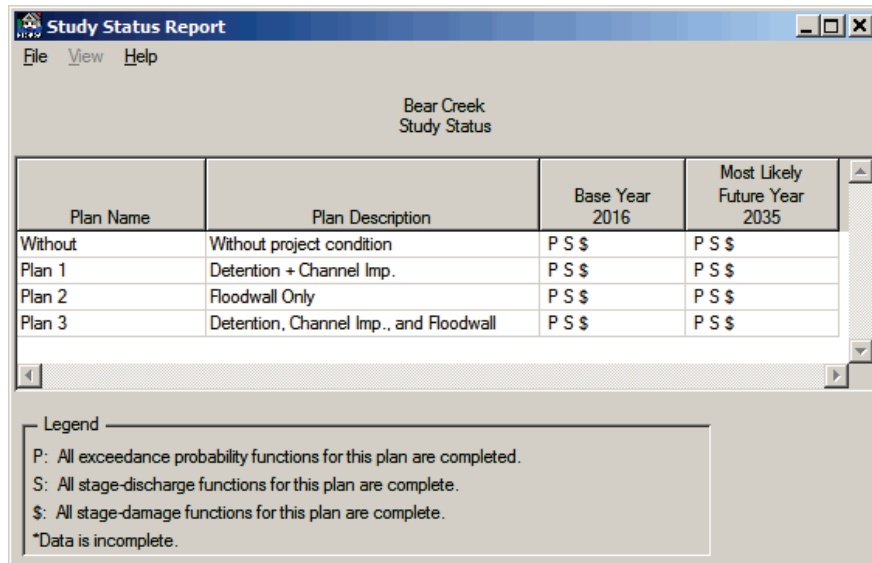 Study Status Report
File View Help
Bear Creek
Study Status
Plan Name Plan Description Base Year 2016 Most Likely Future Year 2035
Without Without project condition P S $ P S $
Plan 1 Detention + Channel Imp. P S $ P S $
Plan 2 Floodwall Only P S $ P S $
Plan 3 Detention, Channel Imp., and Floodwall P S $ P S $
Legend
P: All exceedance probability functions for this plan are completed.
S: All stage-discharge functions for this plan are complete.
$: All stage-damage functions for this plan are complete.
*Data is incomplete.